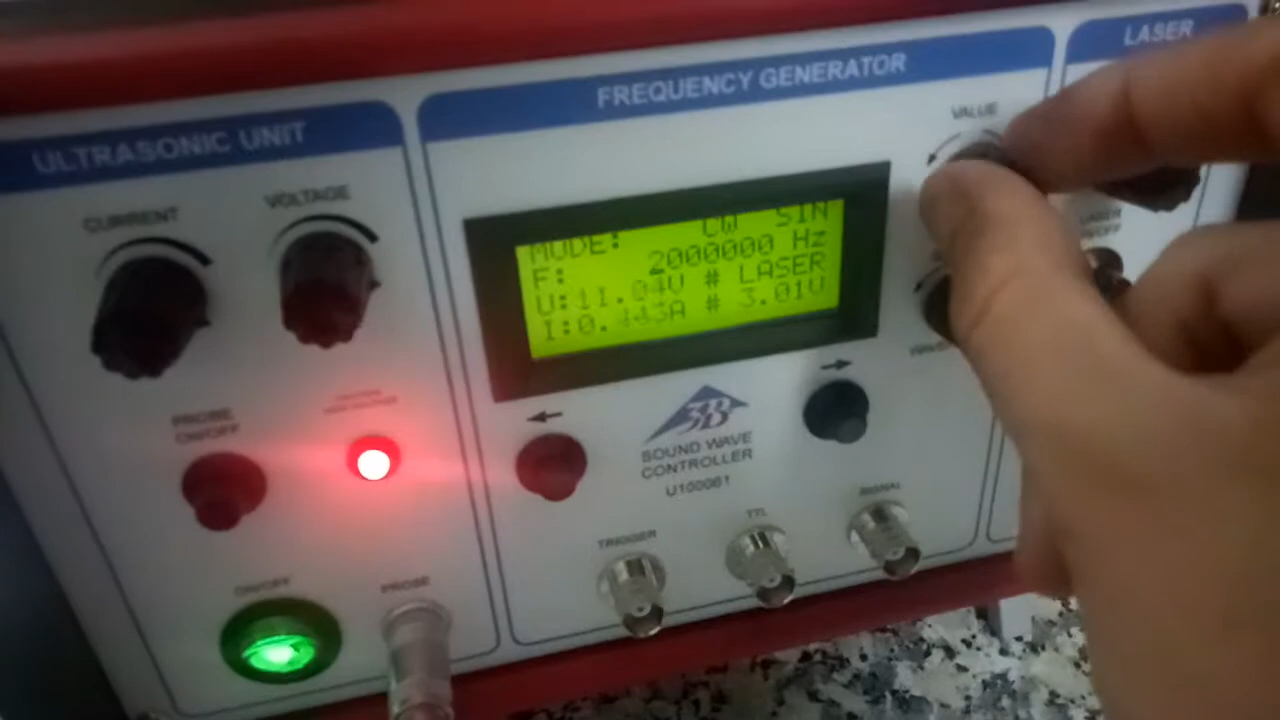 ULTRASONIC UNIT
CURRENT
VOLTAGE
PROBE
ON/OFF
ON/OFF
PROBE
FREQUENCY GENERATOR
VALUE
MODE: CW SIN
F: 2000000 Hz
U:11.04V # LASER
I:0. A # 3.01V
3B
SOUND WAVE
CONTROLLER
U100061
TRIGGER
TTL
SIGNAL
LASER
LASER
ON/OFF